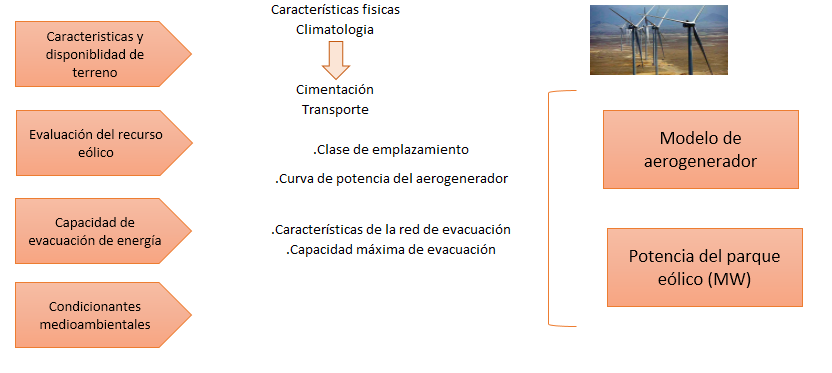 Caracteristicas y
disponiblidad de
terreno
Características fisicas
Climatologia
Cimentación
Transporte
Evaluación del recurso
eólico
.Clase de emplazamiento
.Curva de potencia del aerogenerador
Capacidad de
evacuación de energía
.Características de la red de evacuación
.Capacidad máxima de evacuación
Condicionantes
medioambientales
Modelo de
aerogenerador
Potencia del parque
eólico (MW)